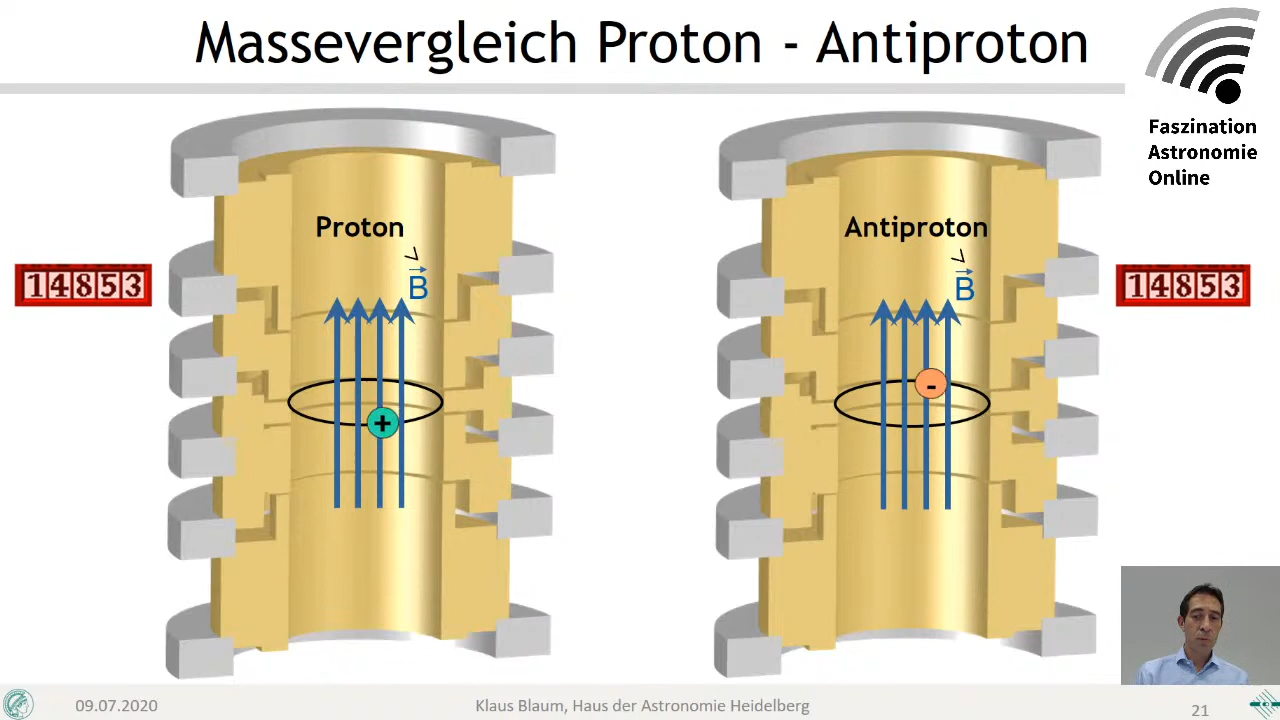 Massevergleich Proton - Antiproton
Faszination
Astronomie
Online
Proton
B
14853
+
Antiproton
B
14853
-
09.07.2020
Klaus Blaum, Haus der Astronomie Heidelberg
21